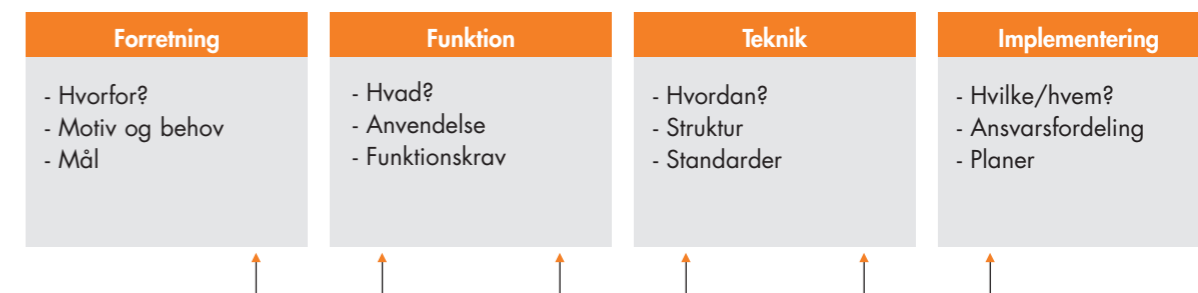 Forretning
- Hvorfor?
- Motiv og behov
- Mål
Funktion
- Hvad?
- Anvendelse
- Funktionskrav
Teknik
- Hvordan?
- Struktur
- Standarder
Implementering
- Hvilke/hvem?
- Ansvarsfordeling
- Planer